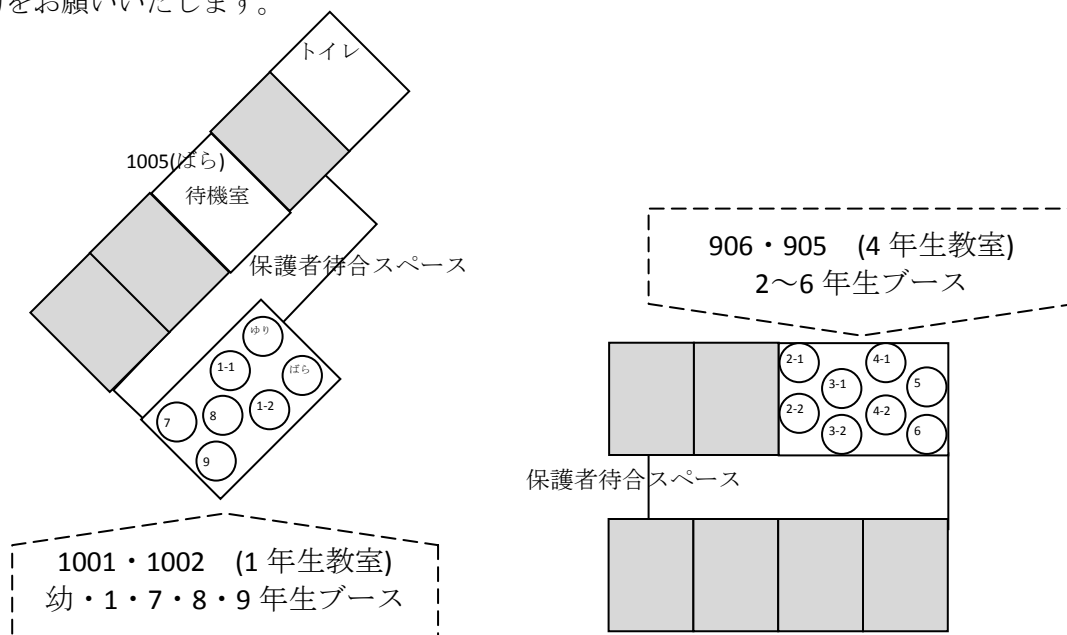 をお願いいたします。
トイレ
1005(ばら)
待機室
保護者待合スペース
ゆり
1-1
ばら
1-2
7
8
9
1001・1002 (1 年生教室)
幼・1・7・8・9 年生ブース
906・905 (4 年生教室)
2～6 年生ブース
2-1
4-1
3-1
5
2-2
4-2
3-2
6
保護者待合スペース